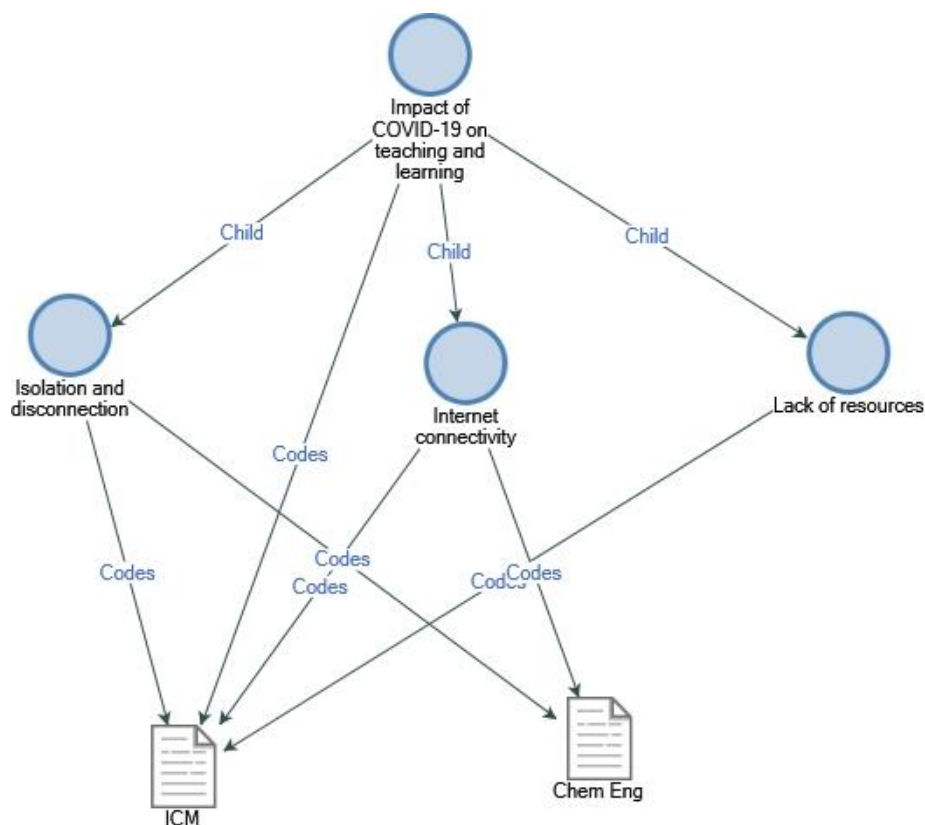 Impact of
COVID-19 on
teaching and
learning
Child
Child
Child
Isolation and
disconnection
Internet
connectivity
Lack of resources
Codes
Codes
Codes
Codes
Codes
Codes
ICM
Chem Eng